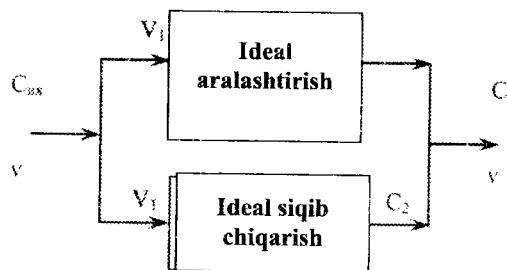 V₁
Ideal
aralashtirish
Cвх
C
v
v
V₁
Ideal siqib
chiqarish
C₂